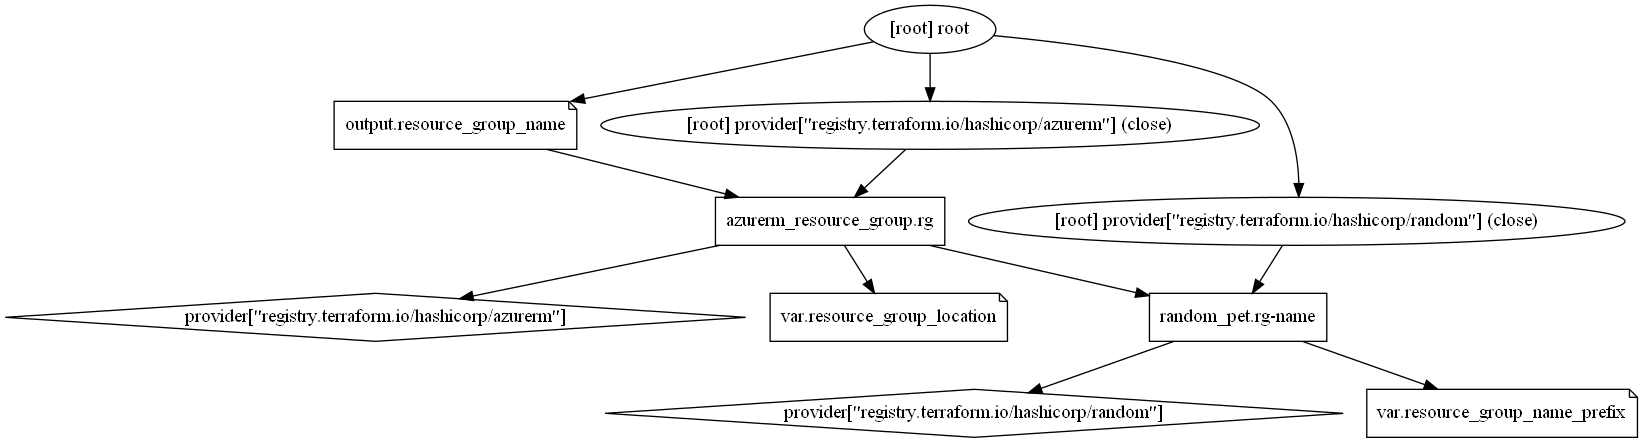 [root] root
output.resource_group_name
[root] provider["registry.terraform.io/hashicorp/azurerm"] (close)
azurerm_resource_group.rg
[root] provider["registry.terraform.io/hashicorp/random"] (close)
provider["registry.terraform.io/hashicorp/azurerm"]
var.resource_group_location
random_pet.rg-name
provider["registry.terraform.io/hashicorp/random"]
var.resource_group_name_prefix